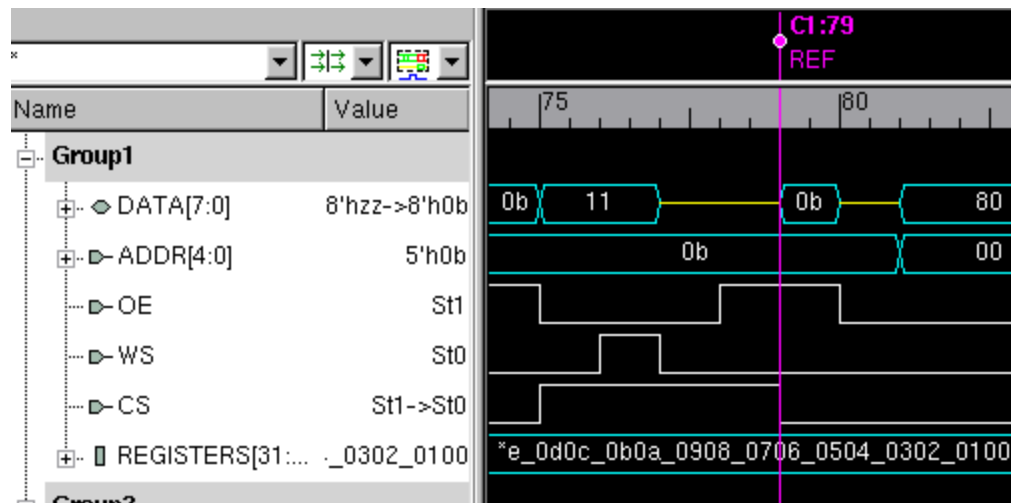 C1:79
REF
*
Name Value |75 |80
Group1
DATA[7:0] 8'hzz->8'h0b 0b 11 0b 80
ADDR[4:0] 5'h0b 0b 00
OE St1
WS St0
CS St1->St0
REGISTERS[31:... ·_0302_0100 *e_0d0c_0b0a_0908_0706_0504_0302_0100